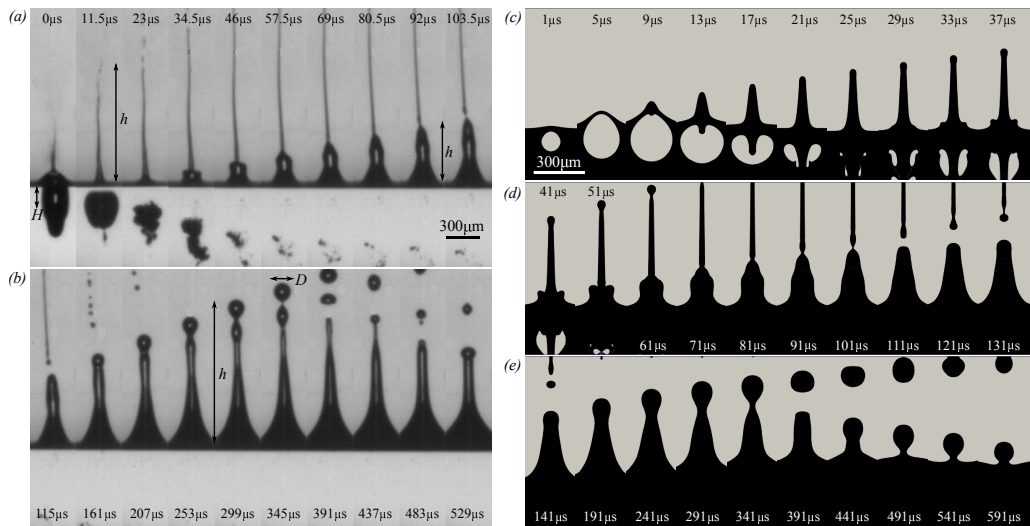 (a) 0µs 11.5µs 23µs 34.5µs 46µs 57.5µs 69µs 80.5µs 92µs 103.5µs
h
h
H
300µm
(b)
D
h
115µs 161µs 207µs 253µs 299µs 345µs 391µs 437µs 483µs 529µs
(c) 1µs 5µs 9µs 13µs 17µs 21µs 25µs 29µs 33µs 37µs
300µm
(d) 41µs 51µs
61µs 71µs 81µs 91µs 101µs 111µs 121µs 131µs
(e)
141µs 191µs 241µs 291µs 341µs 391µs 441µs 491µs 541µs 591µs